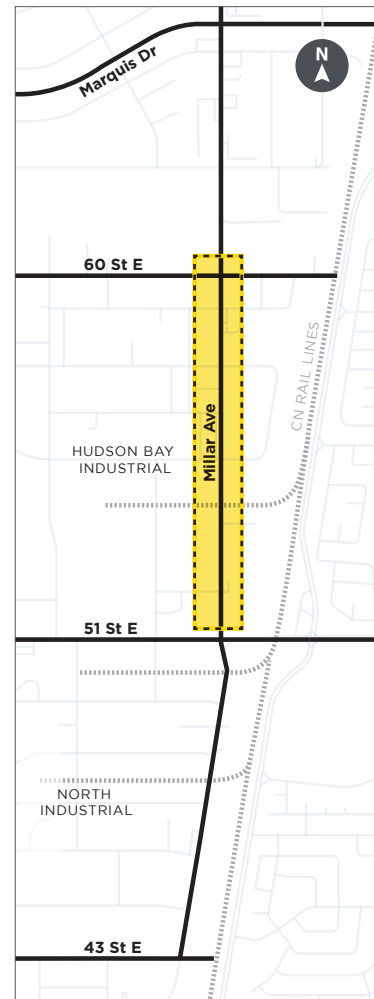 N
Marquis Dr
60 St E
CN RAIL LINES
Millar Ave
HUDSON BAY
INDUSTRIAL
51 St E
NORTH
INDUSTRIAL
43 St E